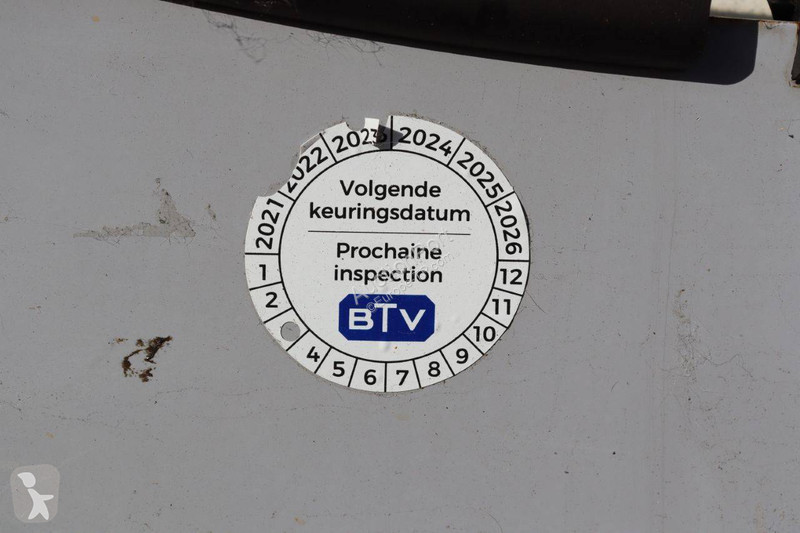 2021 2022 2023 2024 2025 2026
Volgende
keuringsdatum
Prochaine
inspection
BTV
1 2 4 5 6 7 8 9 10 11 12